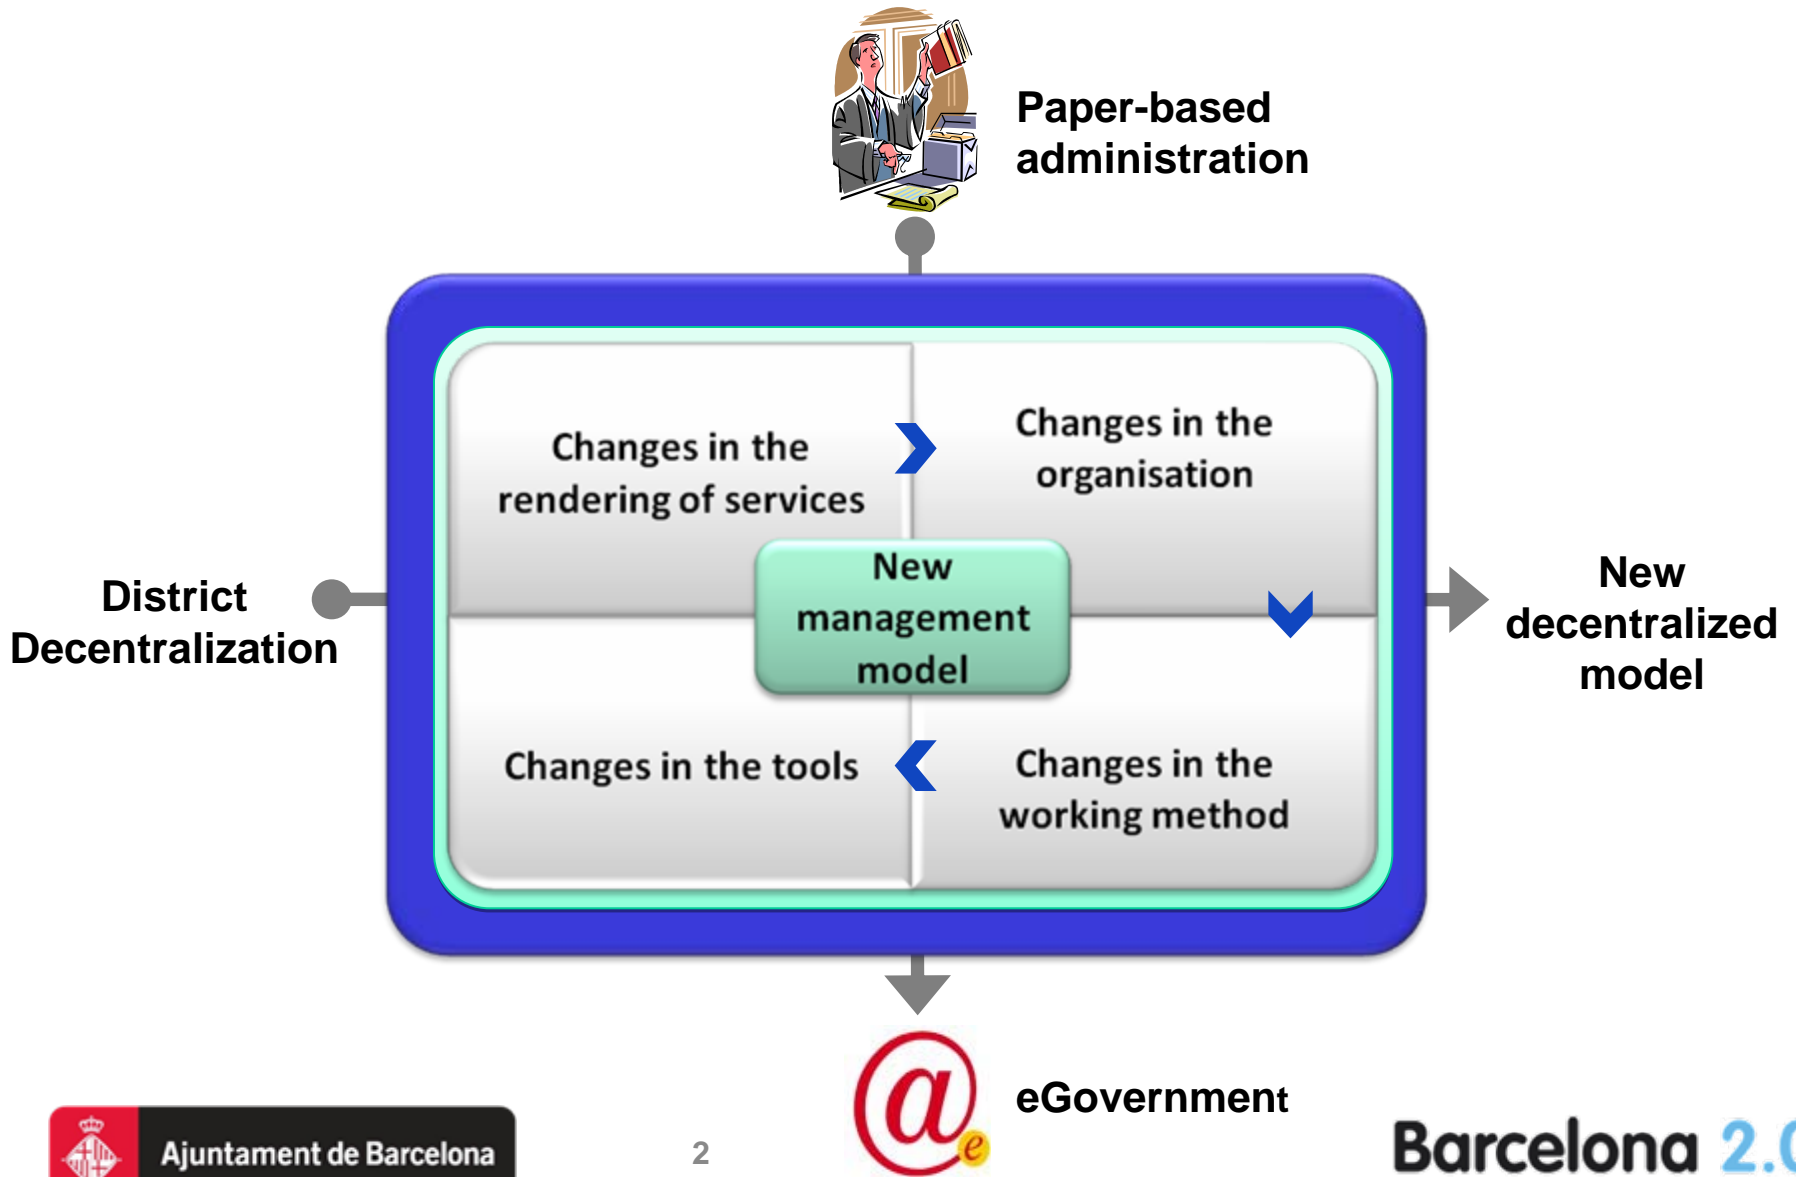 Paper-based
administration
Changes in the
rendering of services
Changes in the
organisation
New
management
model
District
Decentralization
New
decentralized
model
Changes in the tools
Changes in the
working method
@
e
eGovernment
Ajuntament de Barcelona
2
Barcelona 2.0